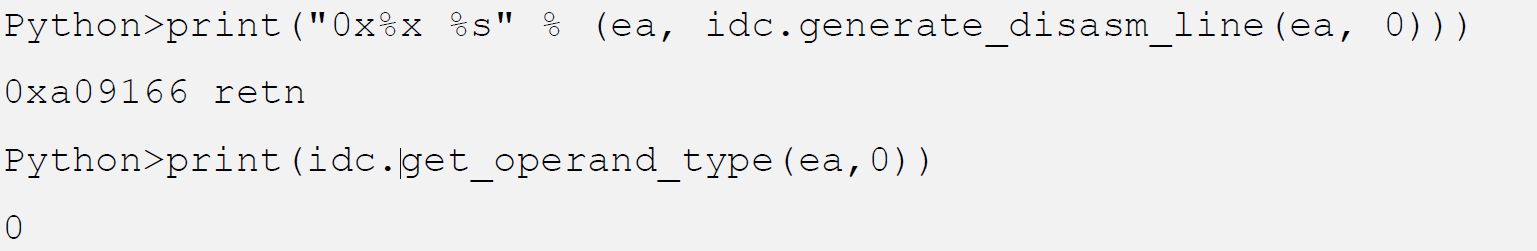 Python>print("0x%x %s" % (ea, idc.generate_disasm_line(ea, 0)))
0xa09166 retn
Python>print(idc.get_operand_type(ea,0))
0